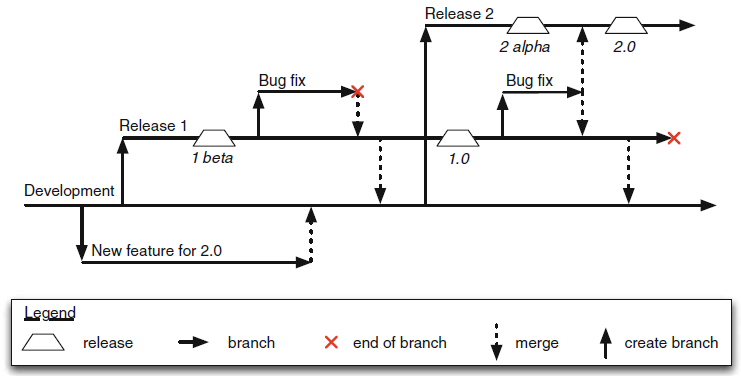 Release 2
2 alpha
2.0
Bug fix
Bug fix
Release 1
1 beta
1.0
Development
New feature for 2.0
Legend
release
branch
end of branch
merge
create branch